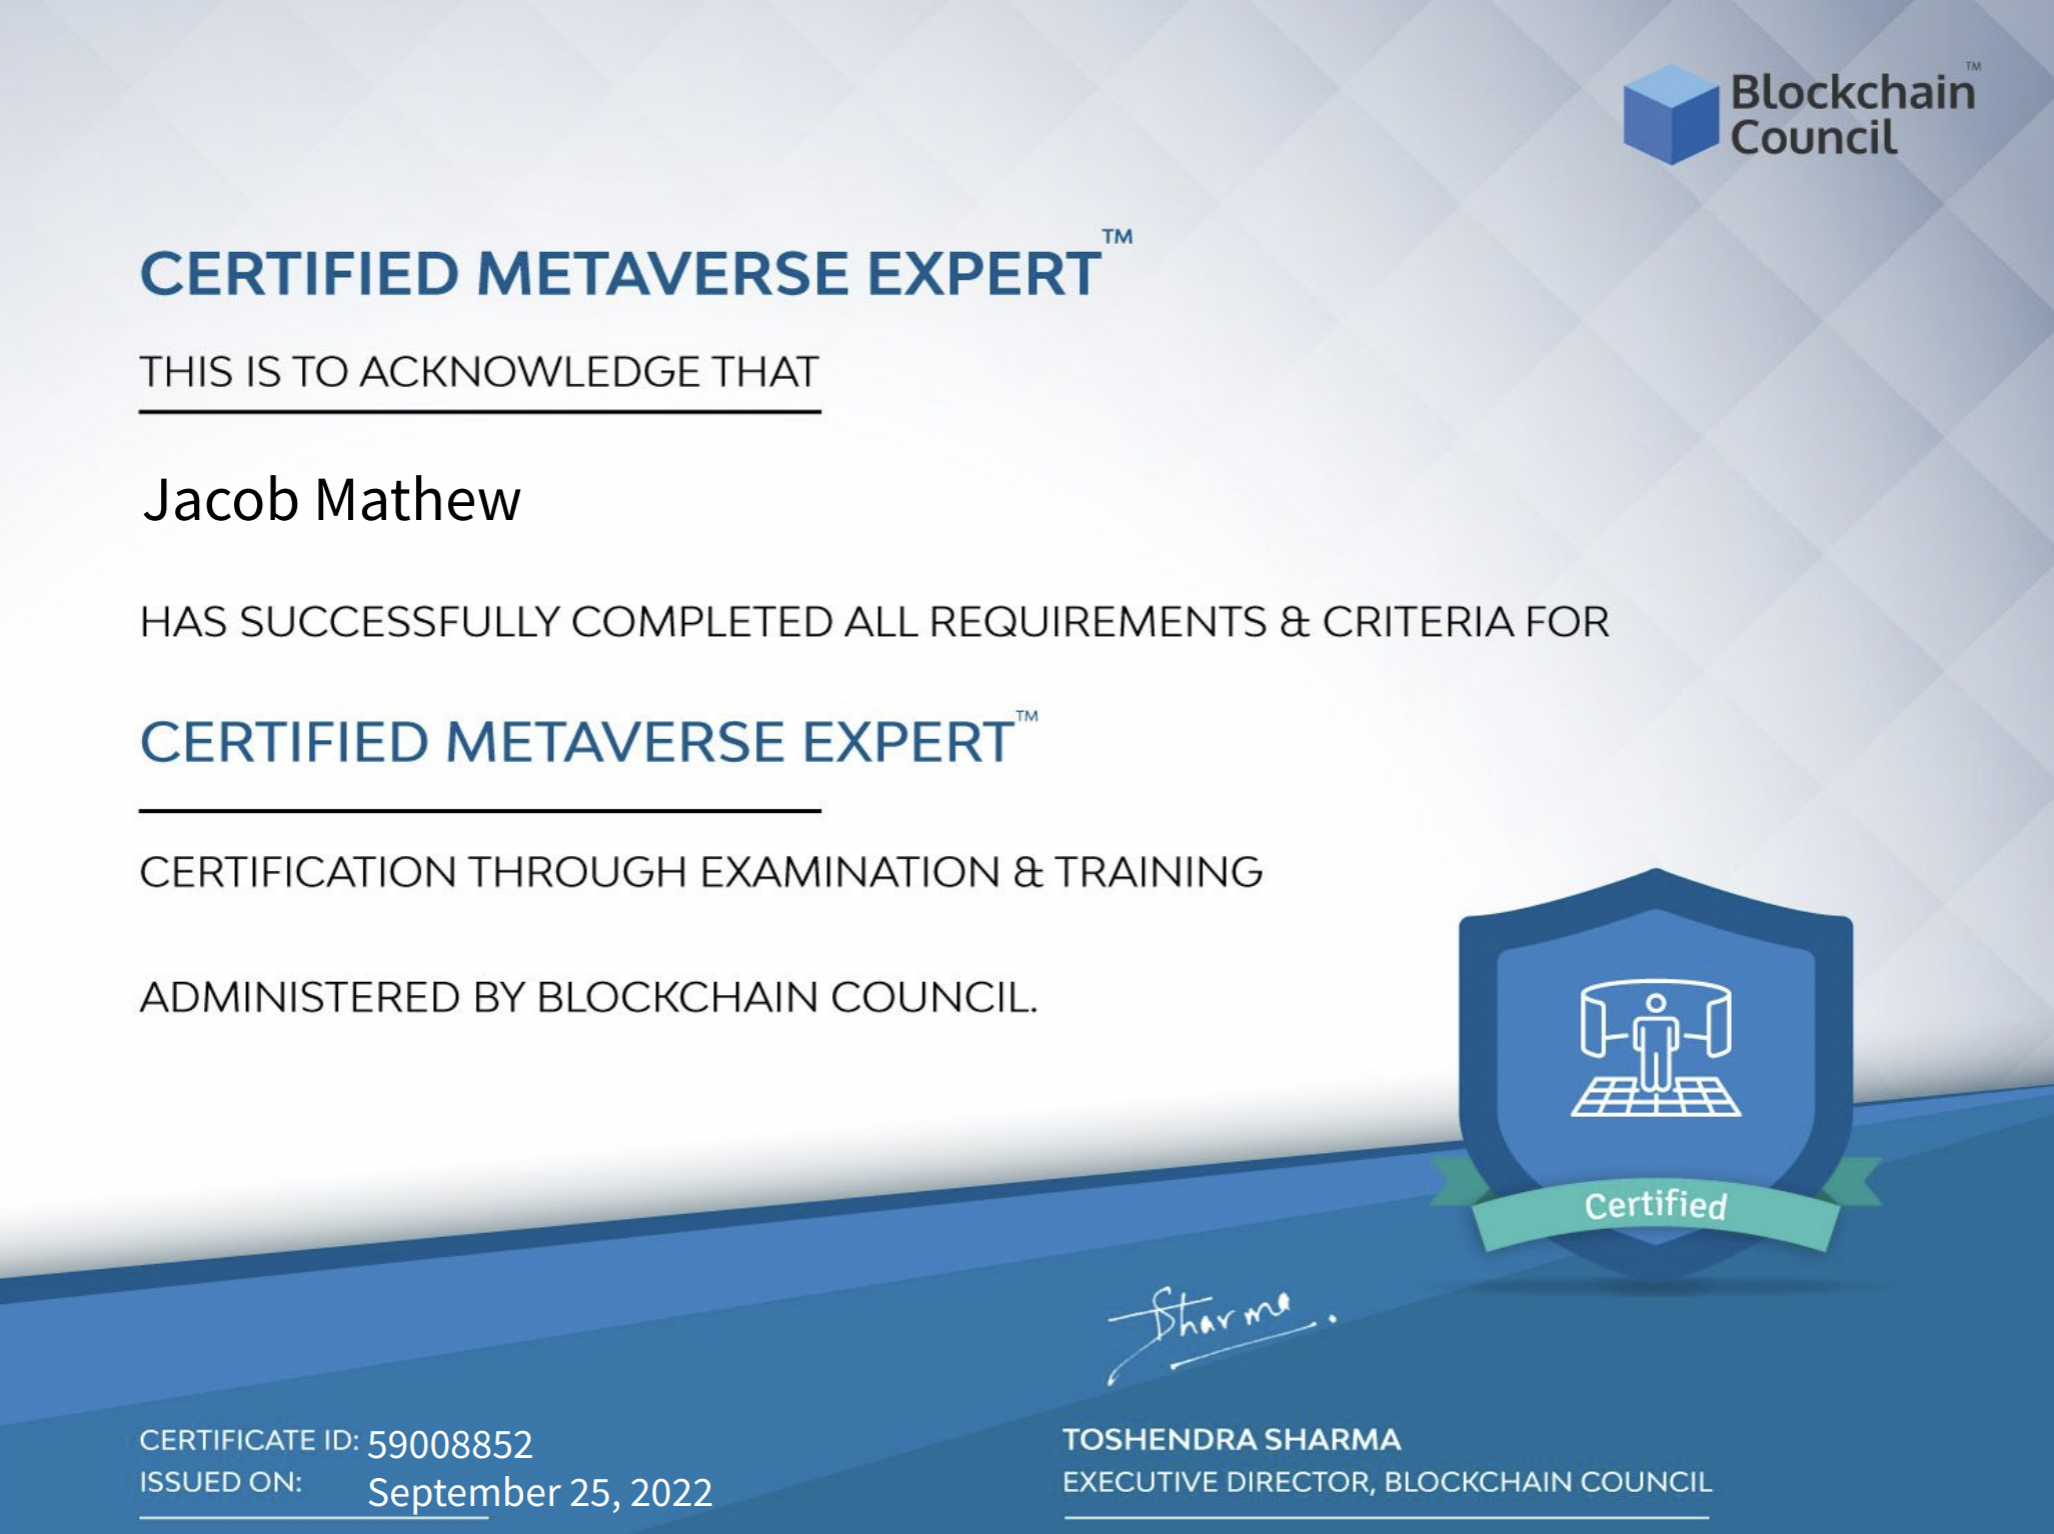 Blockchain™
Council
CERTIFIED METAVERSE EXPERT™
THIS IS TO ACKNOWLEDGE THAT
Jacob Mathew
HAS SUCCESSFULLY COMPLETED ALL REQUIREMENTS & CRITERIA FOR
CERTIFIED METAVERSE EXPERT™
CERTIFICATION THROUGH EXAMINATION & TRAINING
ADMINISTERED BY BLOCKCHAIN COUNCIL.
Certified
Sharma
CERTIFICATE ID: 59008852
ISSUED ON: September 25, 2022
TOSHENDRA SHARMA
EXECUTIVE DIRECTOR, BLOCKCHAIN COUNCIL